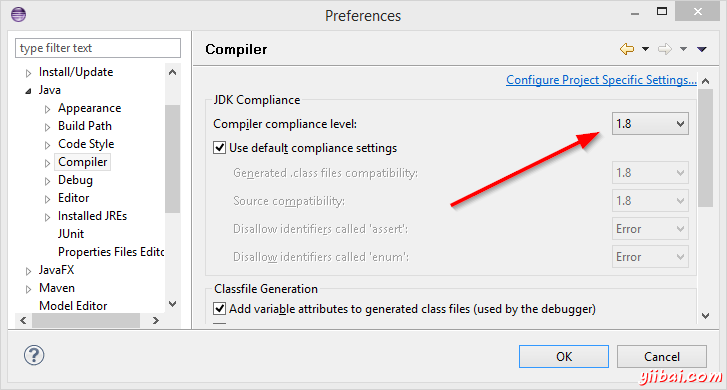 Preferences
type filter text
Install/Update
Java
Appearance
Build Path
Code Style
Compiler
Debug
Editor
Installed JREs
JUnit
Properties Files Edito
JavaFX
Maven
Model Editor
Compiler
Configure Project Specific Settings...
JDK Compliance
Compiler compliance level: 1.8
Use default compliance settings
Generated .class files compatibility: 1.8
Source compatibility: 1.8
Disallow identifiers called 'assert': Error
Disallow identifiers called 'enum': Error
Classfile Generation
Add variable attributes to generated class files (used by the debugger)
OK
Cancel
yiibai.com